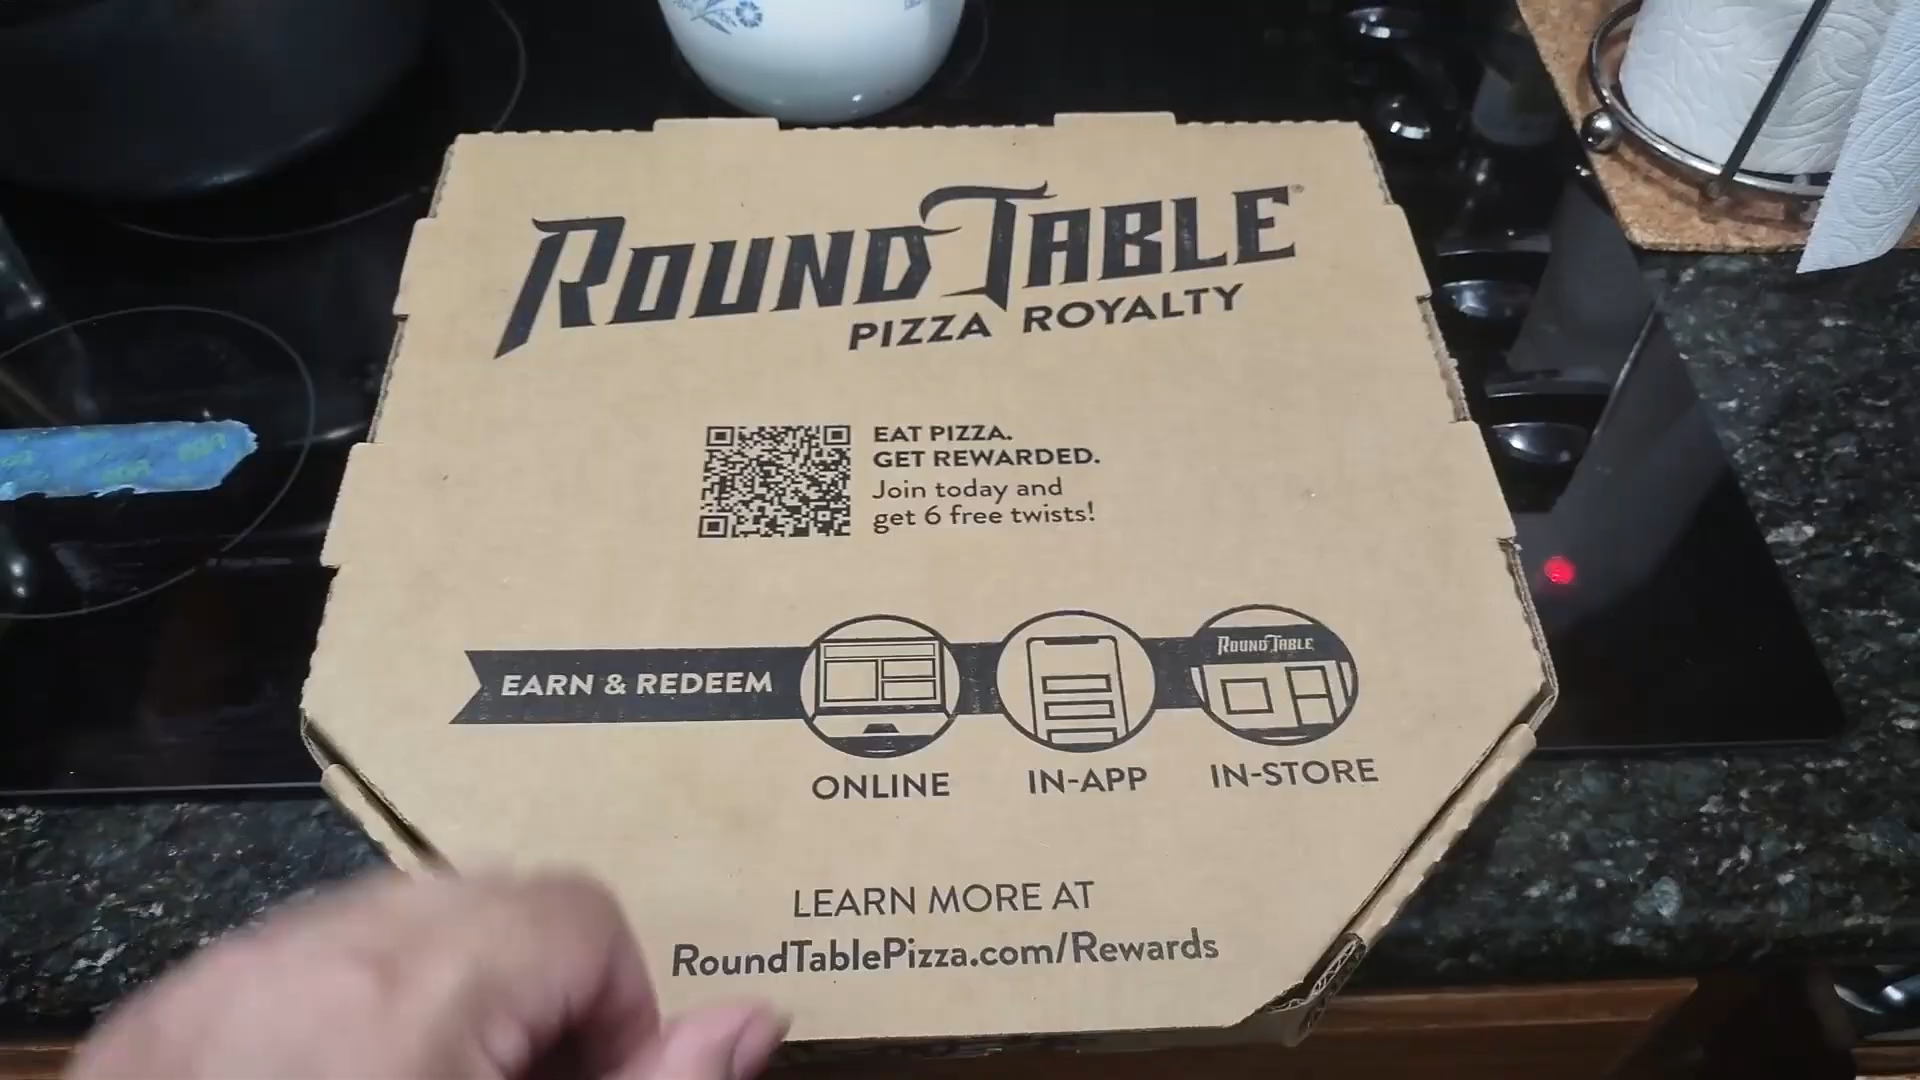 ROUND TABLE®
PIZZA ROYALTY
EAT PIZZA.
GET REWARDED.
Join today and
get 6 free twists!
EARN & REDEEM
ROUND TABLE
ONLINE
IN-APP
IN-STORE
LEARN MORE AT
RoundTablePizza.com/Rewards